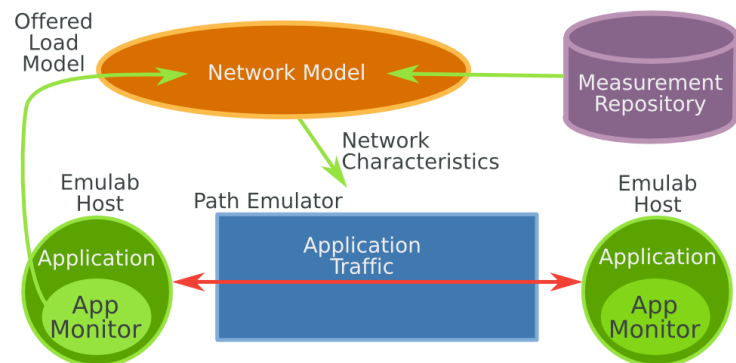 Offered
Load
Model
Network Model
Measurement
Repository
Network
Characteristics
Emulab
Host
Path Emulator
Emulab
Host
Application
Application
Traffic
Application
App
Monitor
App
Monitor